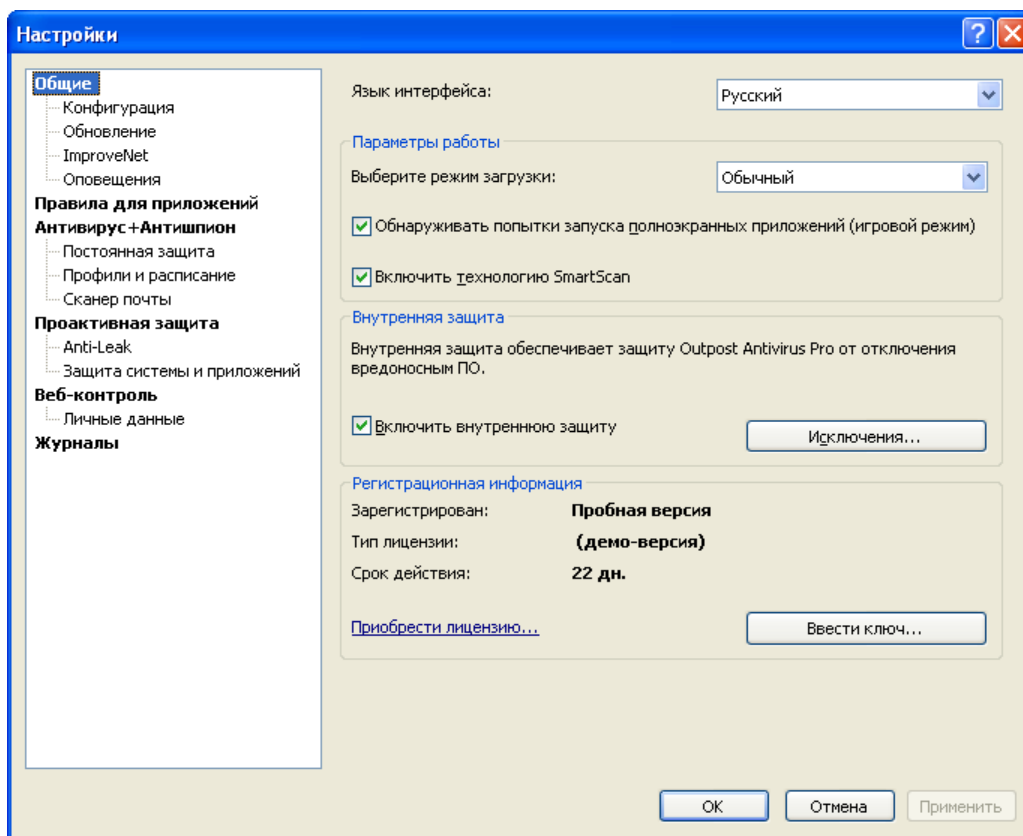 Настройки
Общие
Конфигурация
Обновление
ImproveNet
Оповещения
Правила для приложений
Антивирус+Антишпион
Постоянная защита
Профили и расписание
Сканер почты
Проактивная защита
Anti-Leak
Защита системы и приложений
Веб-контроль
Личные данные
Журналы
Язык интерфейса: Русский
Параметры работы
Выберите режим загрузки: Обычный
Обнаруживать попытки запуска полноэкранных приложений (игровой режим)
Включить технологию SmartScan
Внутренняя защита
Внутренняя защита обеспечивает защиту Outpost Antivirus Pro от отключения
вредоносным ПО.
Включить внутреннюю защиту Исключения...
Регистрационная информация
Зарегистрирован: Пробная версия
Тип лицензии: (демо-версия)
Срок действия: 22 дн.
Приобрести лицензию... Ввести ключ...
OK Отмена Применить